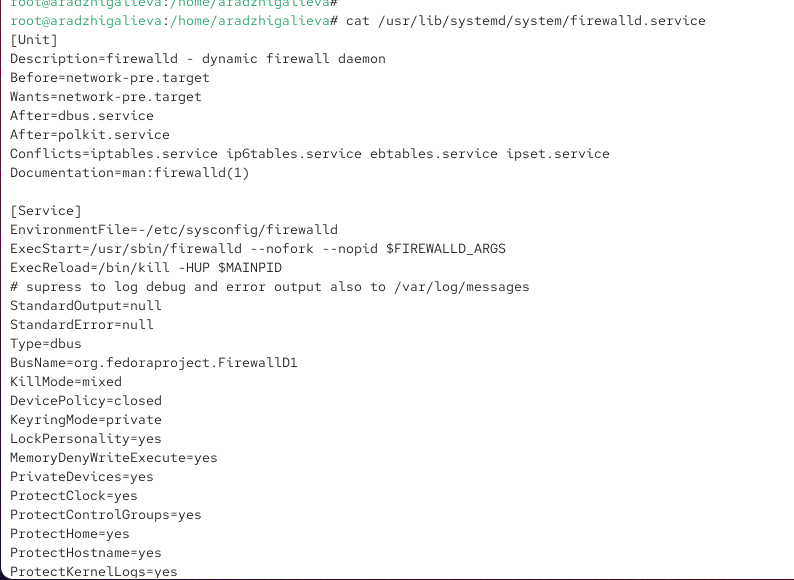 root@aradzhigalieva:/home/aradzhigalieva#
root@aradzhigalieva:/home/aradzhigalieva# cat /usr/lib/systemd/system/firewalld.service
[Unit]
Description=firewalld - dynamic firewall daemon
Before=network-pre.target
Wants=network-pre.target
After=dbus.service
After=polkit.service
Conflicts=iptables.service ip6tables.service ebtables.service ipset.service
Documentation=man:firewalld(1)

[Service]
EnvironmentFile=-/etc/sysconfig/firewalld
ExecStart=/usr/sbin/firewalld --nofork --nopid $FIREWALLD_ARGS
ExecReload=/bin/kill -HUP $MAINPID
# supress to log debug and error output also to /var/log/messages
StandardOutput=null
StandardError=null
Type=dbus
BusName=org.fedoraproject.FirewallD1
KillMode=mixed
DevicePolicy=closed
KeyringMode=private
LockPersonality=yes
MemoryDenyWriteExecute=yes
PrivateDevices=yes
ProtectClock=yes
ProtectControlGroups=yes
ProtectHome=yes
ProtectHostname=yes
ProtectKernelLogs=yes